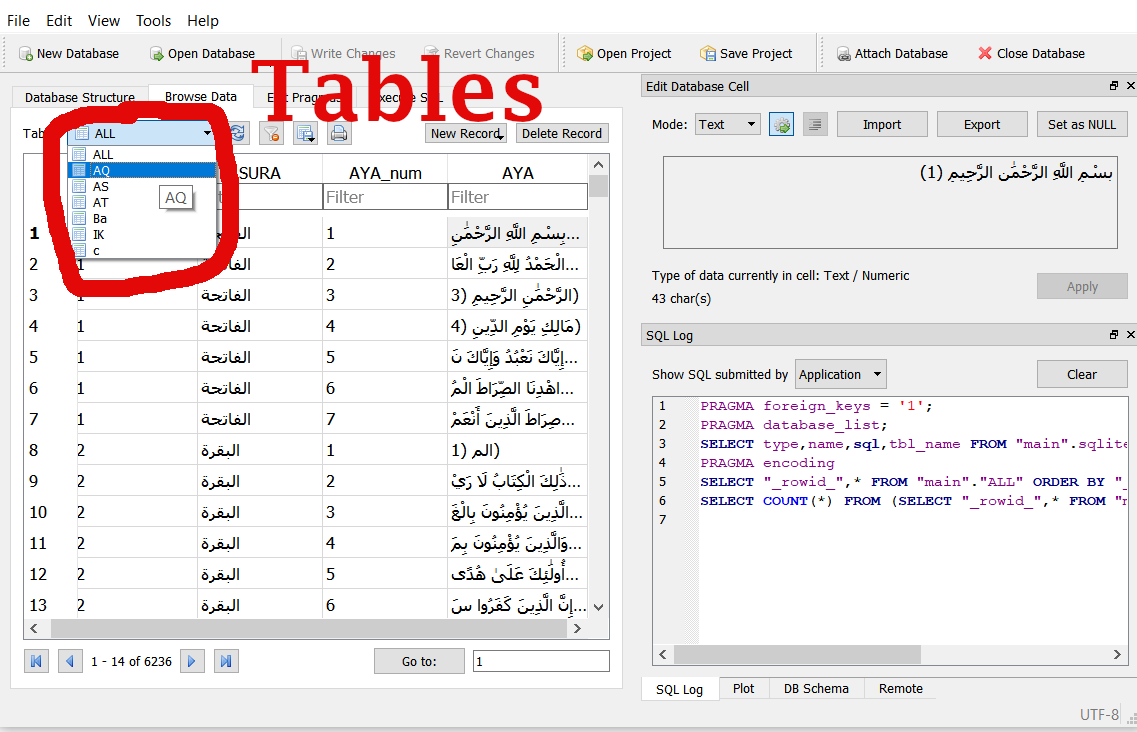 File Edit View Tools Help
New Database Open Database Write Changes Revert Changes Open Project Save Project Attach Database Close Database
Tables
Database Structure Browse Data
ALL
New Record Delete Record
ALL
AQ
AS
AT
Ba
IK
c
AQ
SURA AYA_num AYA
Filter Filter
1 1 بِسْمِ اللَّهِ الرَّحْمَٰنِ...
2 1 الفاتحة 2 الْحَمْدُ لِلَّهِ رَبِّ الْعَا...
3 1 الفاتحة 3 الرَّحْمَٰنِ الرَّحِيمِ (3)
4 1 الفاتحة 4 مَالِكِ يَوْمِ الدِّينِ (4)
5 1 الفاتحة 5 إِيَّاكَ نَعْبُدُ وَإِيَّاكَ نَ...
6 1 الفاتحة 6 اهْدِنَا الصِّرَاطَ الْمُ...
7 1 الفاتحة 7 صِرَاطَ الَّذِينَ أَنْعَمْ...
8 2 البقرة 1 الم (1)
9 2 البقرة 2 ذَٰلِكَ الْكِتَابُ لَا رَيْ...
10 2 البقرة 3 الَّذِينَ يُؤْمِنُونَ بِالْغَ...
11 2 البقرة 4 وَالَّذِينَ يُؤْمِنُونَ بِمَ...
12 2 البقرة 5 أُولَٰئِكَ عَلَىٰ هُدًى...
13 2 البقرة 6 إِنَّ الَّذِينَ كَفَرُوا سَ...
1 - 14 of 6236 Go to: 1
Edit Database Cell
Mode: Text Import Export Set as NULL
بِسْمِ اللَّهِ الرَّحْمَٰنِ الرَّحِيمِ (1)
Type of data currently in cell: Text / Numeric
43 char(s)
Apply
SQL Log
Show SQL submitted by Application Clear
1 PRAGMA foreign_keys = '1';
2 PRAGMA database_list;
3 SELECT type,name,sql,tbl_name FROM "main".sqlite
4 PRAGMA encoding
5 SELECT "_rowid_",* FROM "main"."ALL" ORDER BY "_
6 SELECT COUNT(*) FROM (SELECT "_rowid_",* FROM "m
7
SQL Log Plot DB Schema Remote
UTF-8